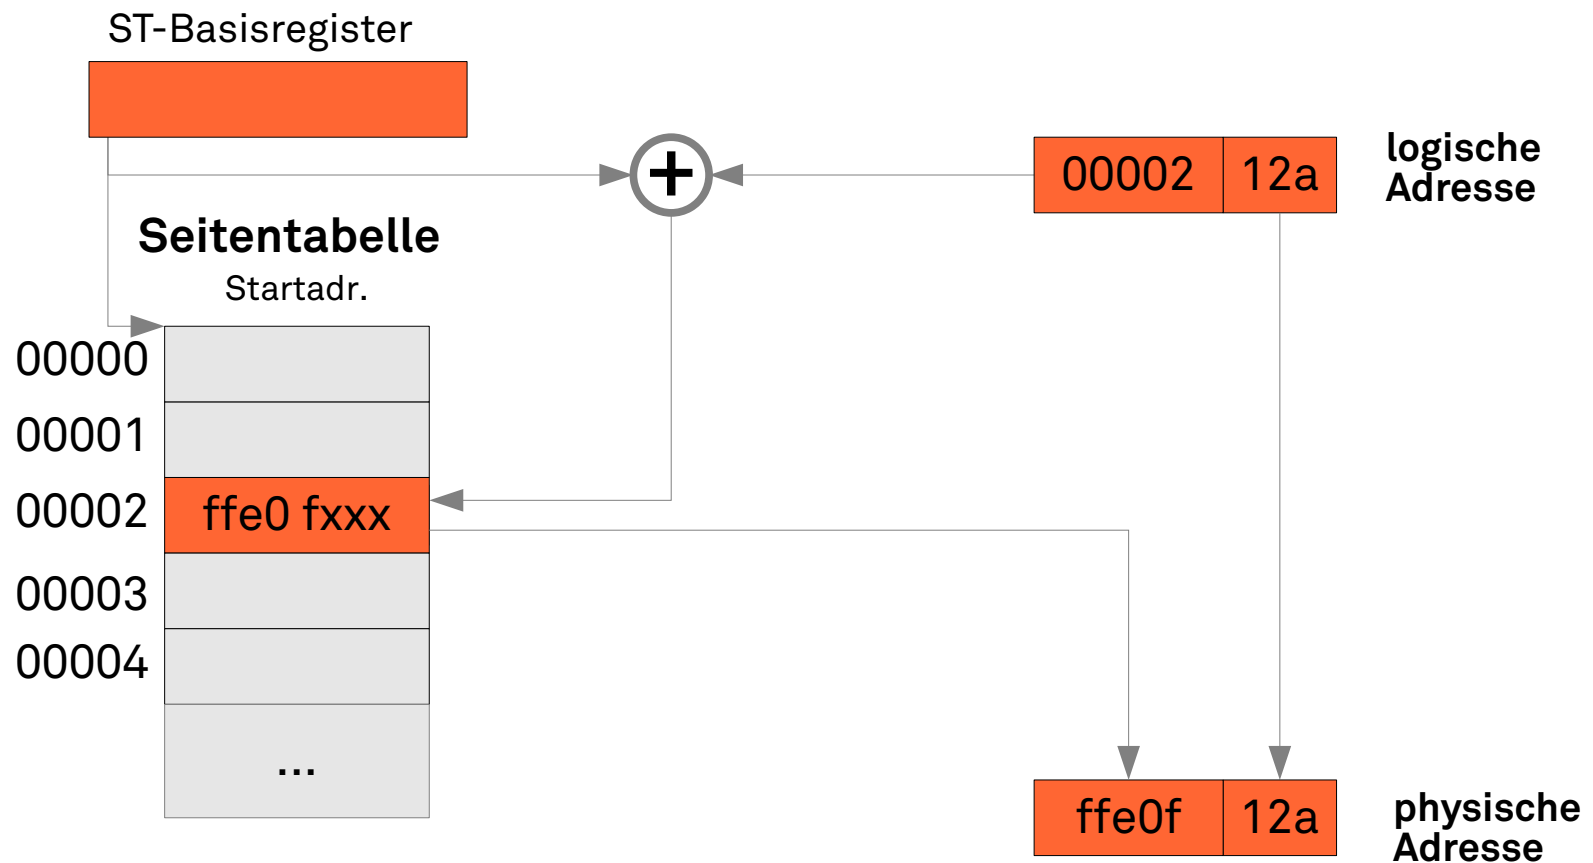 ST-Basisregister
+
00002 12a
logische
Adresse
Seitentabelle
Startadr.
00000
00001
00002 ffe0 fxxx
00003
00004
...
ffe0f 12a
physische
Adresse